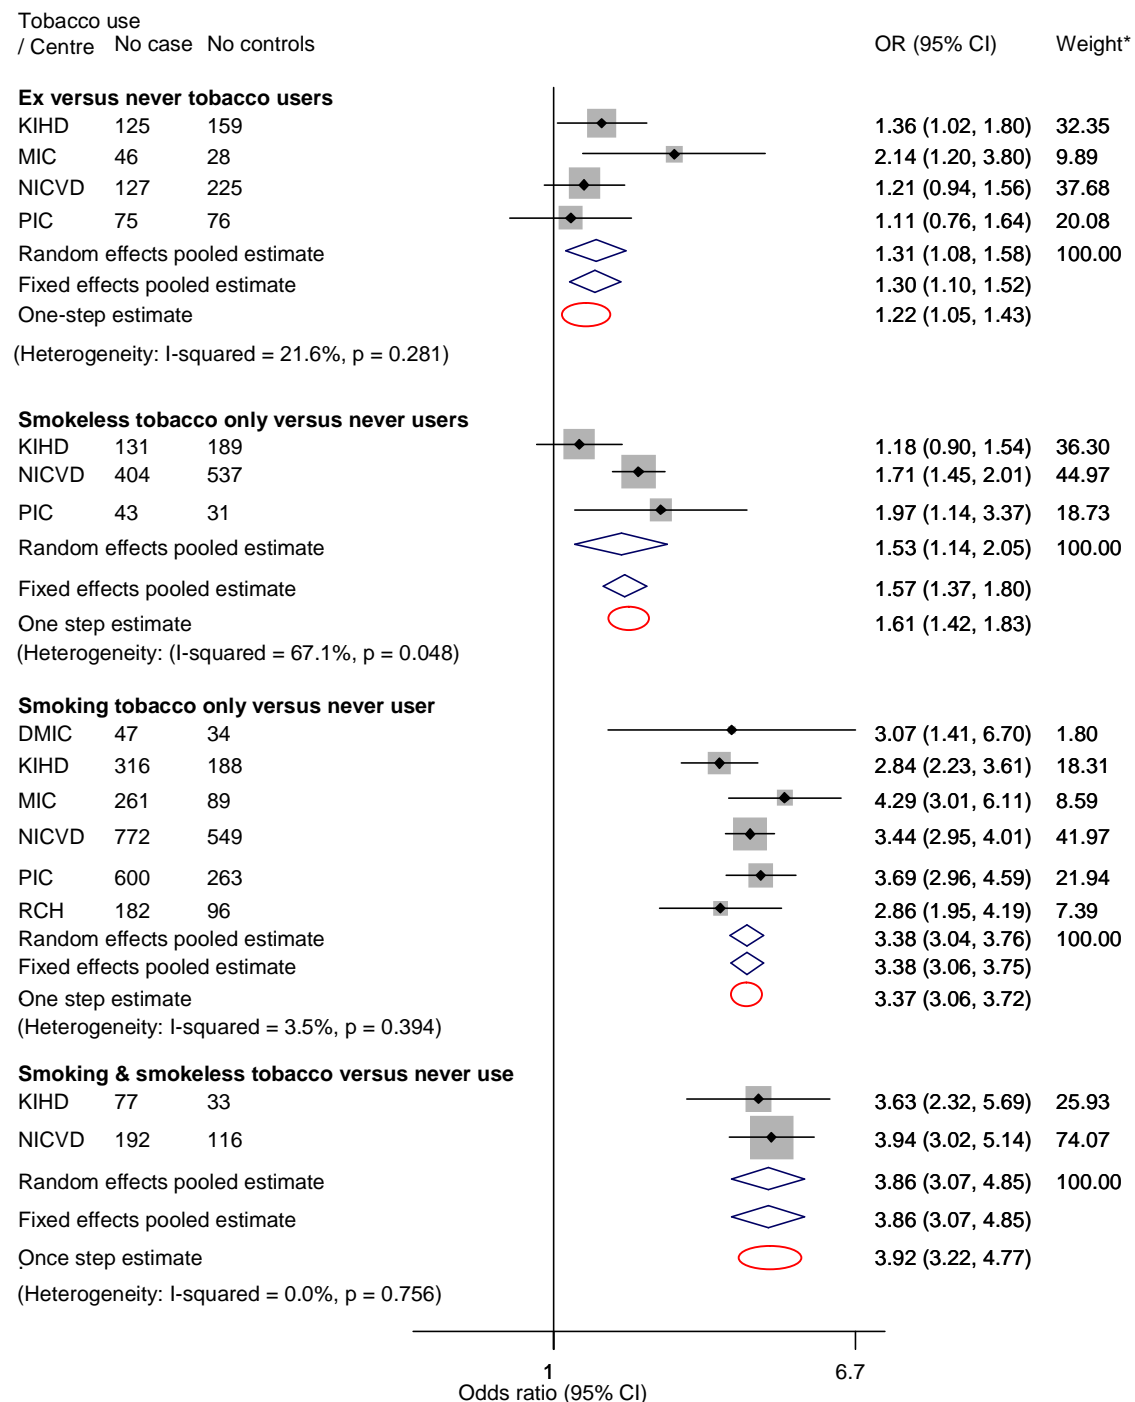 Tobacco use
/ Centre No case No controls OR (95% CI) Weight*
Ex versus never tobacco users
KIHD 125 159 1.36 (1.02, 1.80) 32.35
MIC 46 28 2.14 (1.20, 3.80) 9.89
NICVD 127 225 1.21 (0.94, 1.56) 37.68
PIC 75 76 1.11 (0.76, 1.64) 20.08
Random effects pooled estimate 1.31 (1.08, 1.58) 100.00
Fixed effects pooled estimate 1.30 (1.10, 1.52)
One-step estimate 1.22 (1.05, 1.43)
(Heterogeneity: I-squared = 21.6%, p = 0.281)
Smokeless tobacco only versus never users
KIHD 131 189 1.18 (0.90, 1.54) 36.30
NICVD 404 537 1.71 (1.45, 2.01) 44.97
PIC 43 31 1.97 (1.14, 3.37) 18.73
Random effects pooled estimate 1.53 (1.14, 2.05) 100.00
Fixed effects pooled estimate 1.57 (1.37, 1.80)
One step estimate 1.61 (1.42, 1.83)
(Heterogeneity: (I-squared = 67.1%, p = 0.048)
Smoking tobacco only versus never user
DMIC 47 34 3.07 (1.41, 6.70) 1.80
KIHD 316 188 2.84 (2.23, 3.61) 18.31
MIC 261 89 4.29 (3.01, 6.11) 8.59
NICVD 772 549 3.44 (2.95, 4.01) 41.97
PIC 600 263 3.69 (2.96, 4.59) 21.94
RCH 182 96 2.86 (1.95, 4.19) 7.39
Random effects pooled estimate 3.38 (3.04, 3.76) 100.00
Fixed effects pooled estimate 3.38 (3.06, 3.75)
One step estimate 3.37 (3.06, 3.72)
(Heterogeneity: I-squared = 3.5%, p = 0.394)
Smoking & smokeless tobacco versus never use
KIHD 77 33 3.63 (2.32, 5.69) 25.93
NICVD 192 116 3.94 (3.02, 5.14) 74.07
Random effects pooled estimate 3.86 (3.07, 4.85) 100.00
Fixed effects pooled estimate 3.86 (3.07, 4.85)
Once step estimate 3.92 (3.22, 4.77)
(Heterogeneity: I-squared = 0.0%, p = 0.756)
1 6.7
Odds ratio (95% CI)